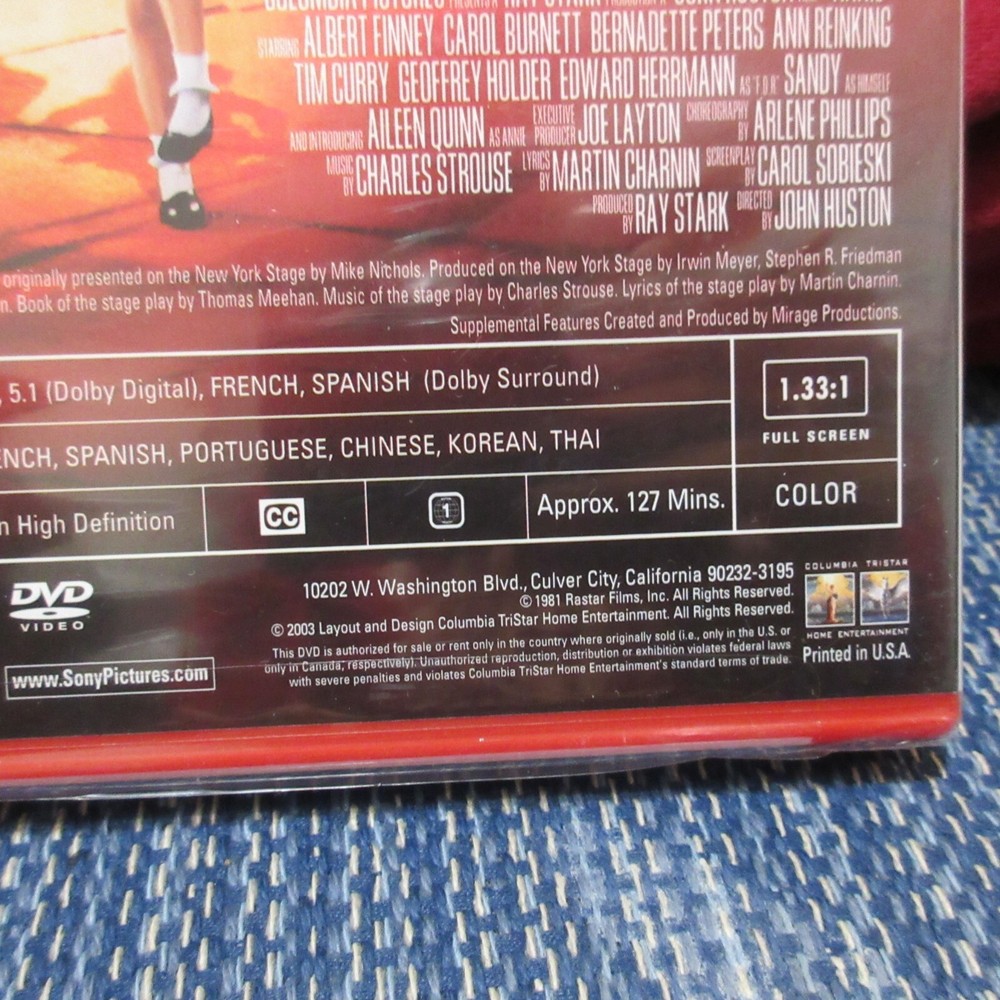 STARRING ALBERT FINNEY CAROL BURNETT BERNADETTE PETERS ANN REINKING
TIM CURRY GEOFFREY HOLDER EDWARD HERRMANN AS "F.D.R." SANDY AS HIMSELF
AND INTRODUCING AILEEN QUINN AS ANNIE EXECUTIVE PRODUCER JOE LAYTON CHOREOGRAPHY BY ARLENE PHILLIPS
MUSIC BY CHARLES STROUSE LYRICS BY MARTIN CHARNIN SCREENPLAY BY CAROL SOBIESKI
PRODUCED BY RAY STARK DIRECTED BY JOHN HUSTON
originally presented on the New York Stage by Mike Nichols. Produced on the New York Stage by Irwin Meyer, Stephen R. Friedman
n. Book of the stage play by Thomas Meehan. Music of the stage play by Charles Strouse. Lyrics of the stage play by Martin Charnin.
Supplemental Features Created and Produced by Mirage Productions.
, 5.1 (Dolby Digital), FRENCH, SPANISH (Dolby Surround)
1.33:1
FULL SCREEN
ENCH, SPANISH, PORTUGUESE, CHINESE, KOREAN, THAI
n High Definition
CC
1
Approx. 127 Mins.
COLOR
DVD
VIDEO
www.SonyPictures.com
10202 W. Washington Blvd., Culver City, California 90232-3195
© 1981 Rastar Films, Inc. All Rights Reserved.
© 2003 Layout and Design Columbia TriStar Home Entertainment. All Rights Reserved.
This DVD is authorized for sale or rent only in the country where originally sold (i.e., only in the U.S. or
only in Canada, respectively). Unauthorized reproduction, distribution or exhibition violates federal laws
with severe penalties and violates Columbia TriStar Home Entertainment's standard terms of trade.
COLUMBIA TRISTAR
HOME ENTERTAINMENT
Printed in U.S.A.